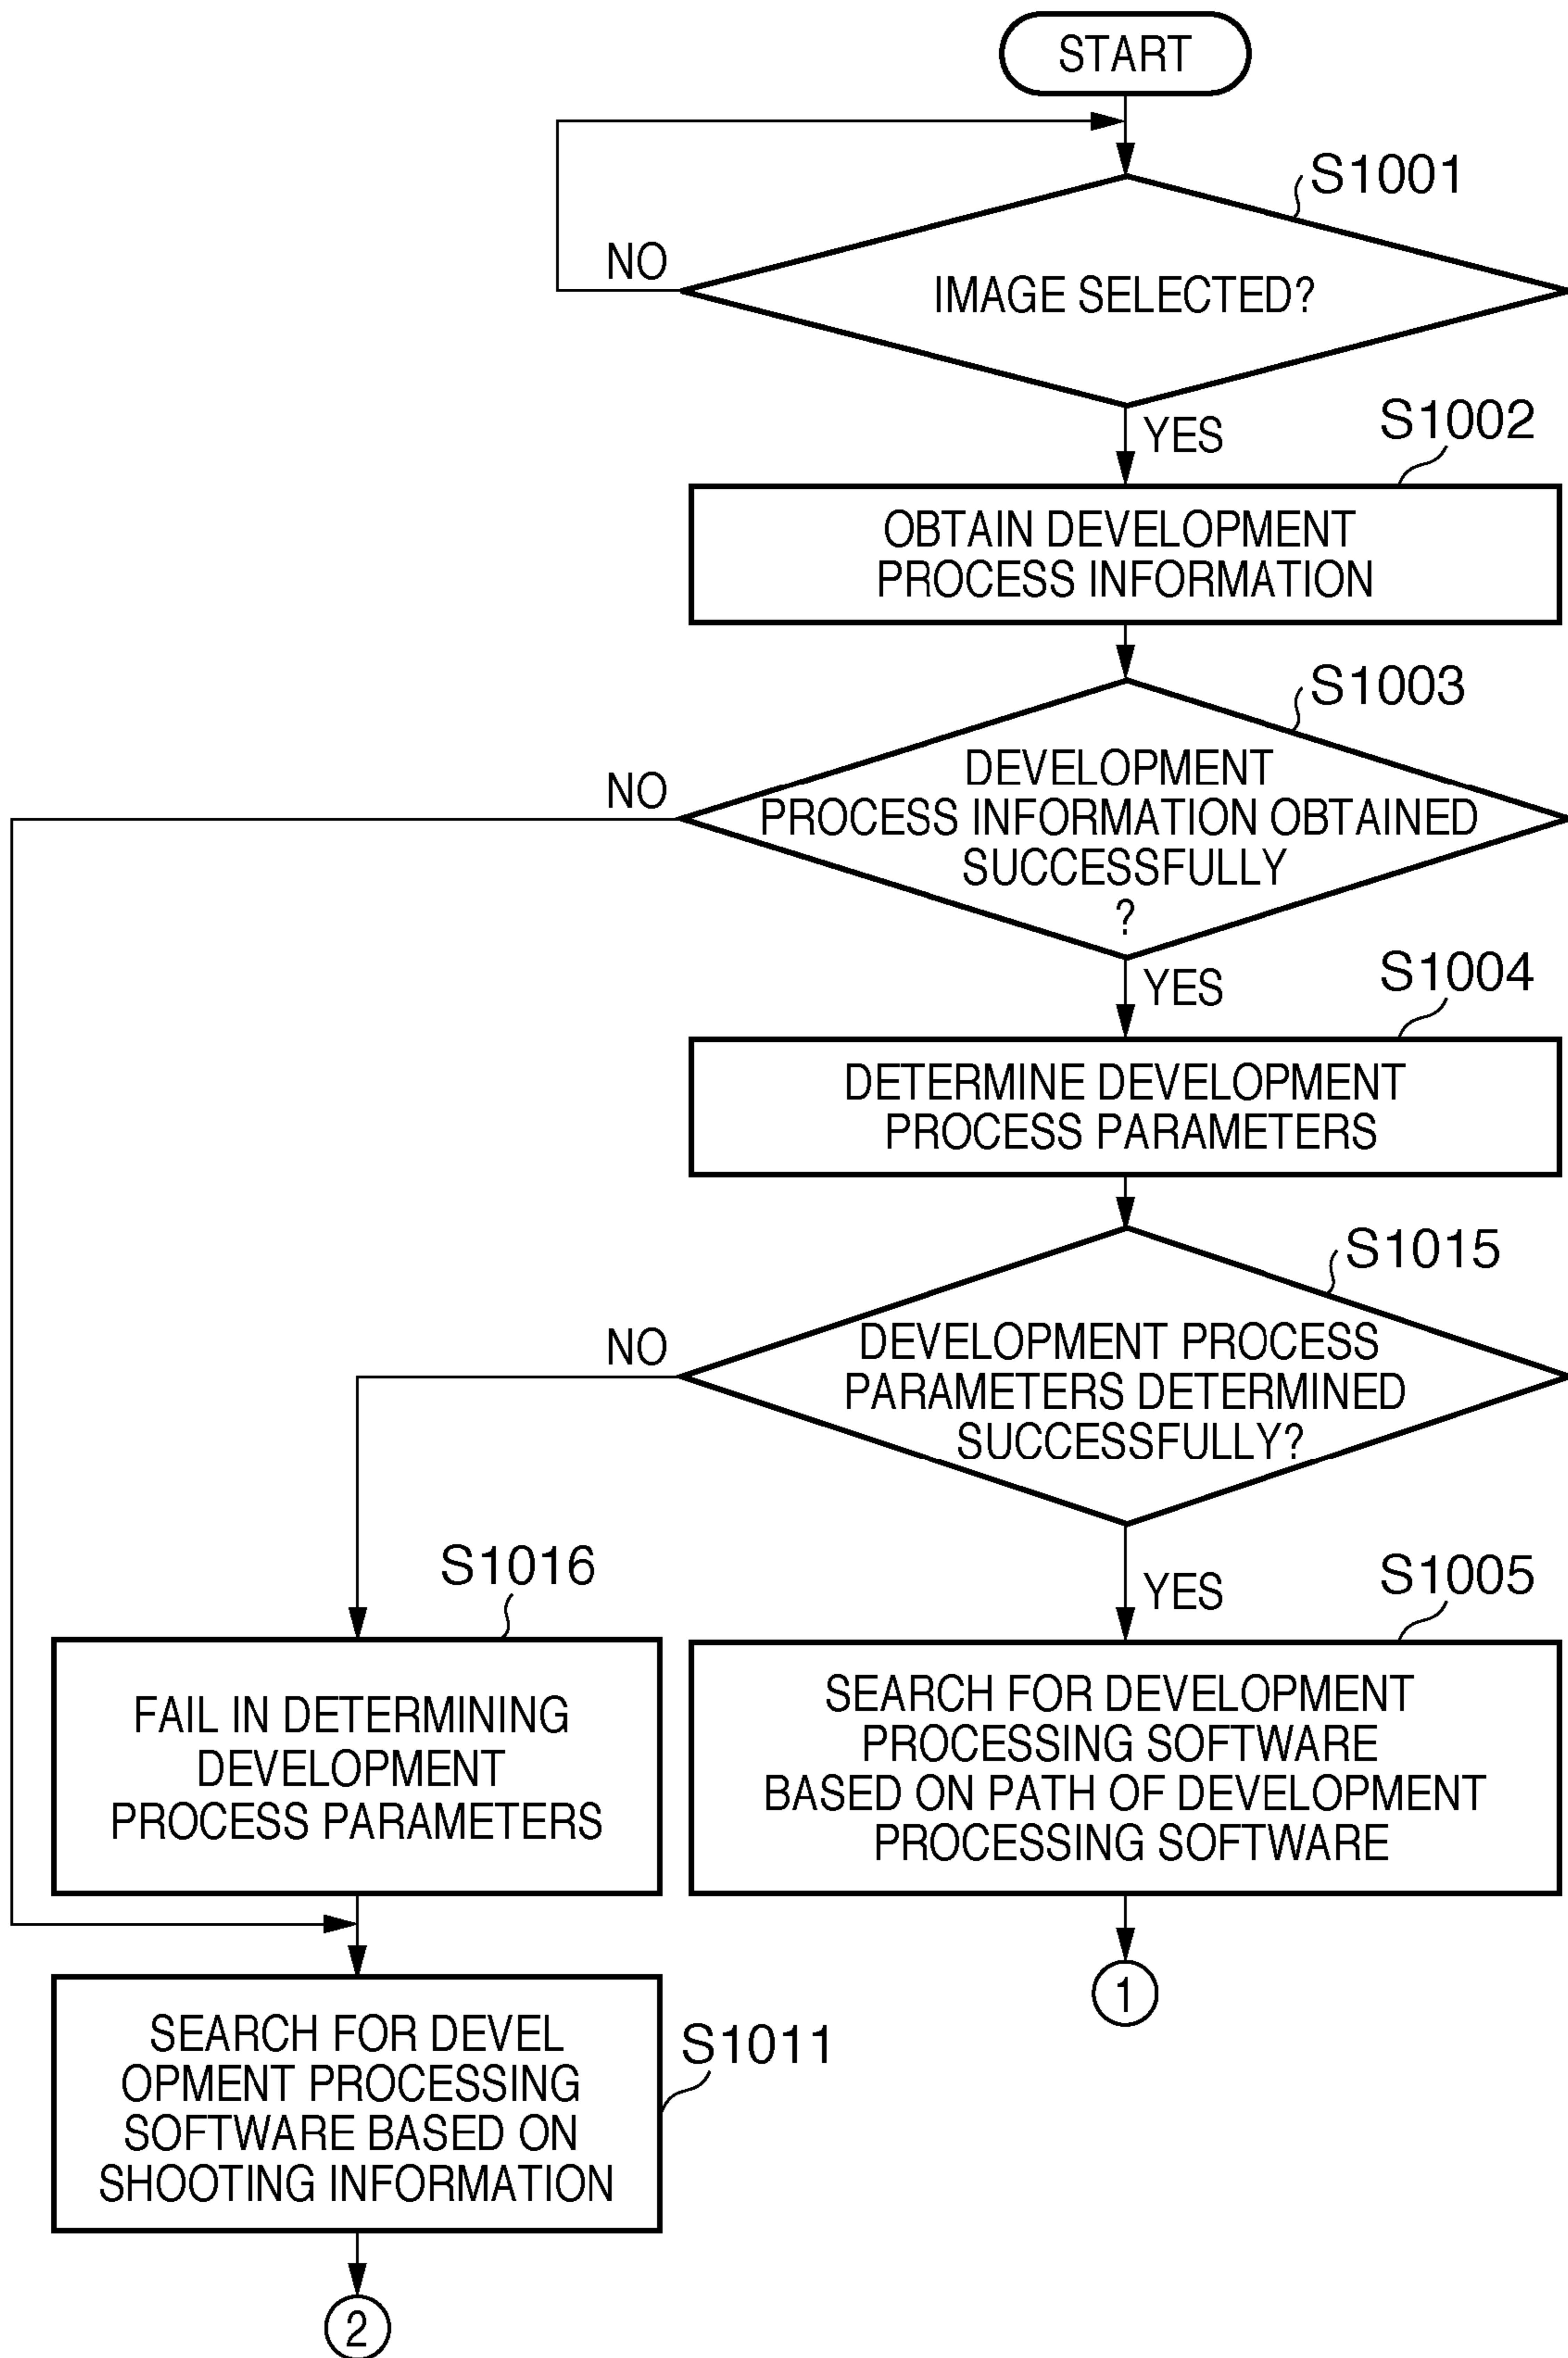 START
S1001
NO
IMAGE SELECTED?
YES
S1002
OBTAIN DEVELOPMENT
PROCESS INFORMATION
S1003
NO
DEVELOPMENT
PROCESS INFORMATION OBTAINED
SUCCESSFULLY
?
YES
S1004
DETERMINE DEVELOPMENT
PROCESS PARAMETERS
S1015
NO
DEVELOPMENT PROCESS
PARAMETERS DETERMINED
SUCCESSFULLY?
YES
S1016
FAIL IN DETERMINING
DEVELOPMENT
PROCESS PARAMETERS
S1005
SEARCH FOR DEVELOPMENT
PROCESSING SOFTWARE
BASED ON PATH OF DEVELOPMENT
PROCESSING SOFTWARE
1
SEARCH FOR DEVEL
OPMENT PROCESSING
SOFTWARE BASED ON
SHOOTING INFORMATION
S1011
2